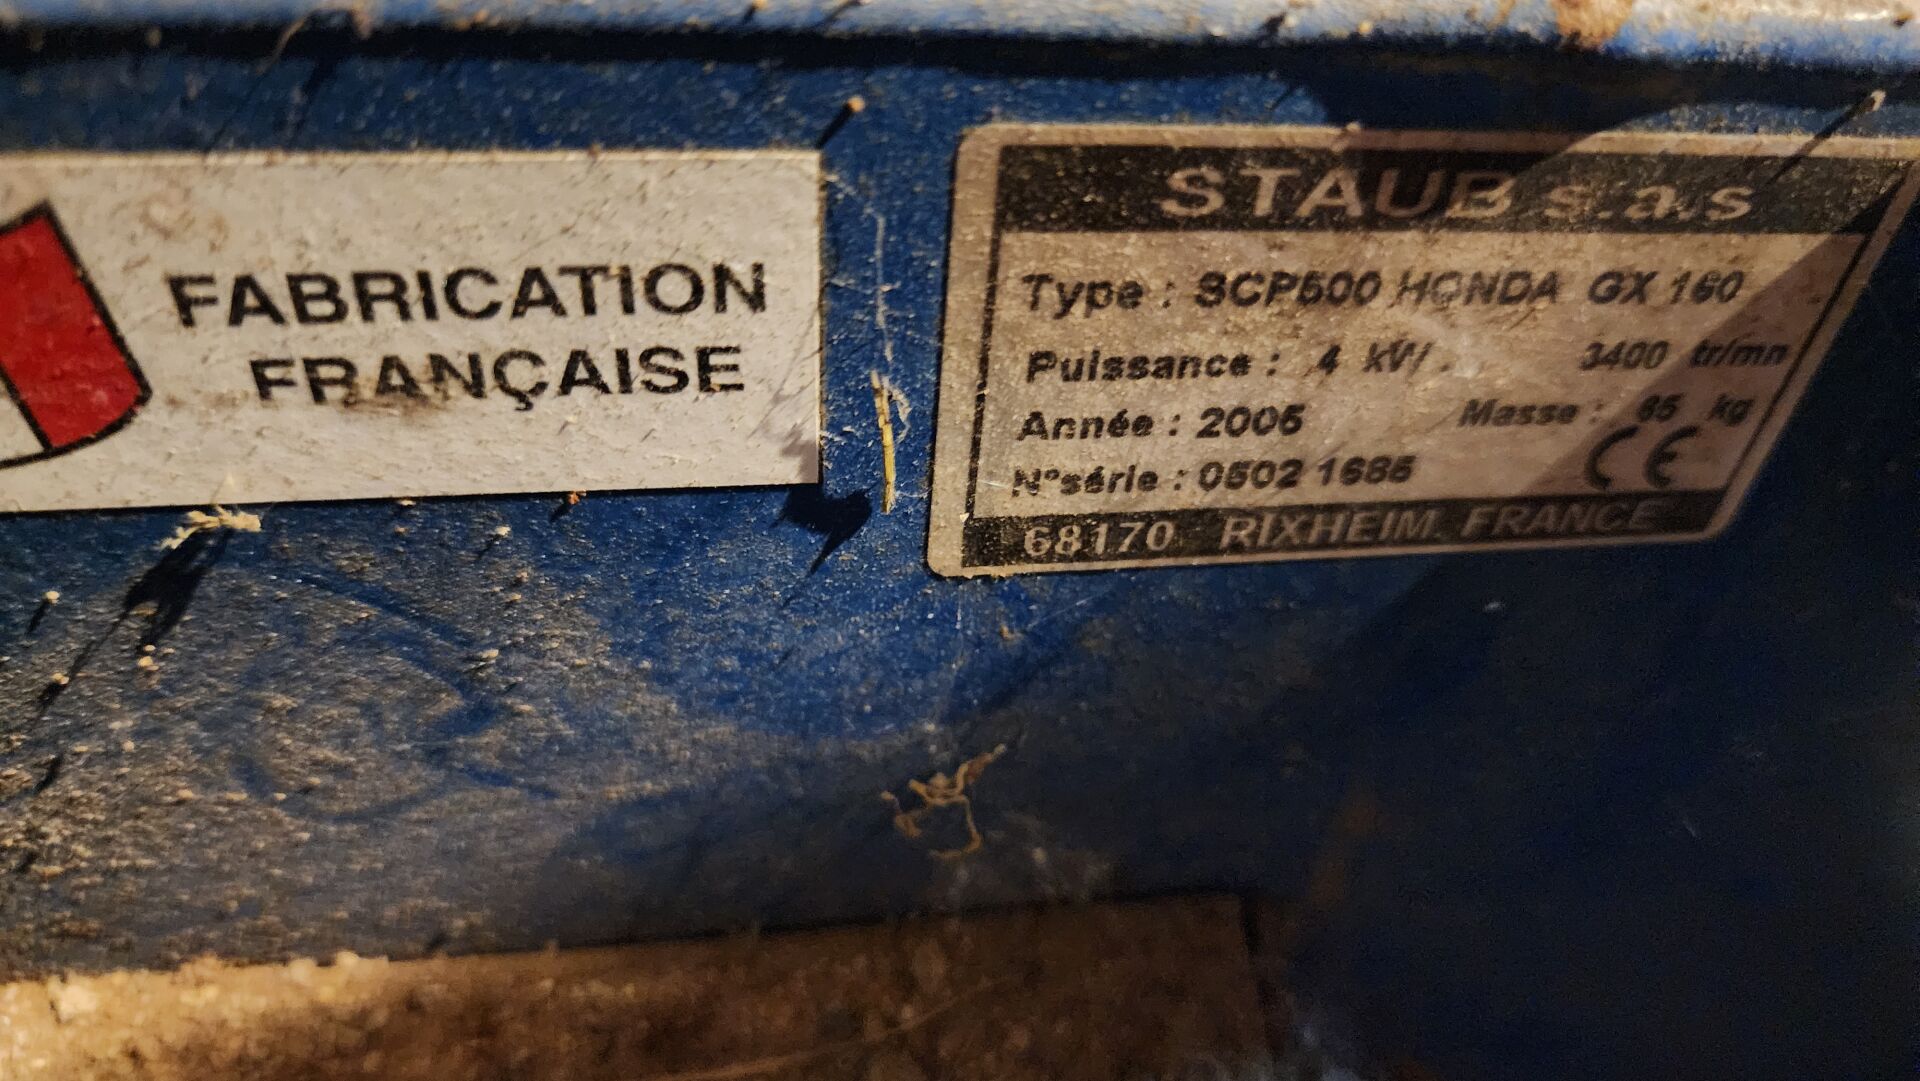 FABRICATION
FRANÇAISE
STAUB s.a.s
Type : SCP500 HONDA GX 160
Puissance : 4 kW. 3400 tr/mn
Année : 2005 Masse : 65 kg
N°série : 0502 1685
CE
68170 RIXHEIM. FRANCE